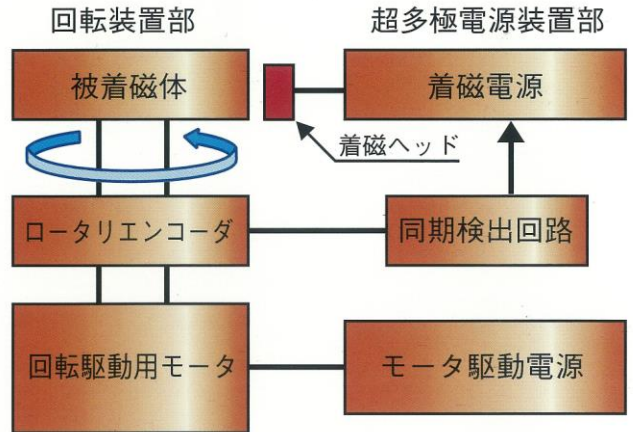 回転装置部
超多極電源装置部
被着磁体
着磁電源
着磁ヘッド
ロータリエンコーダ
同期検出回路
回転駆動用モータ
モータ駆動電源